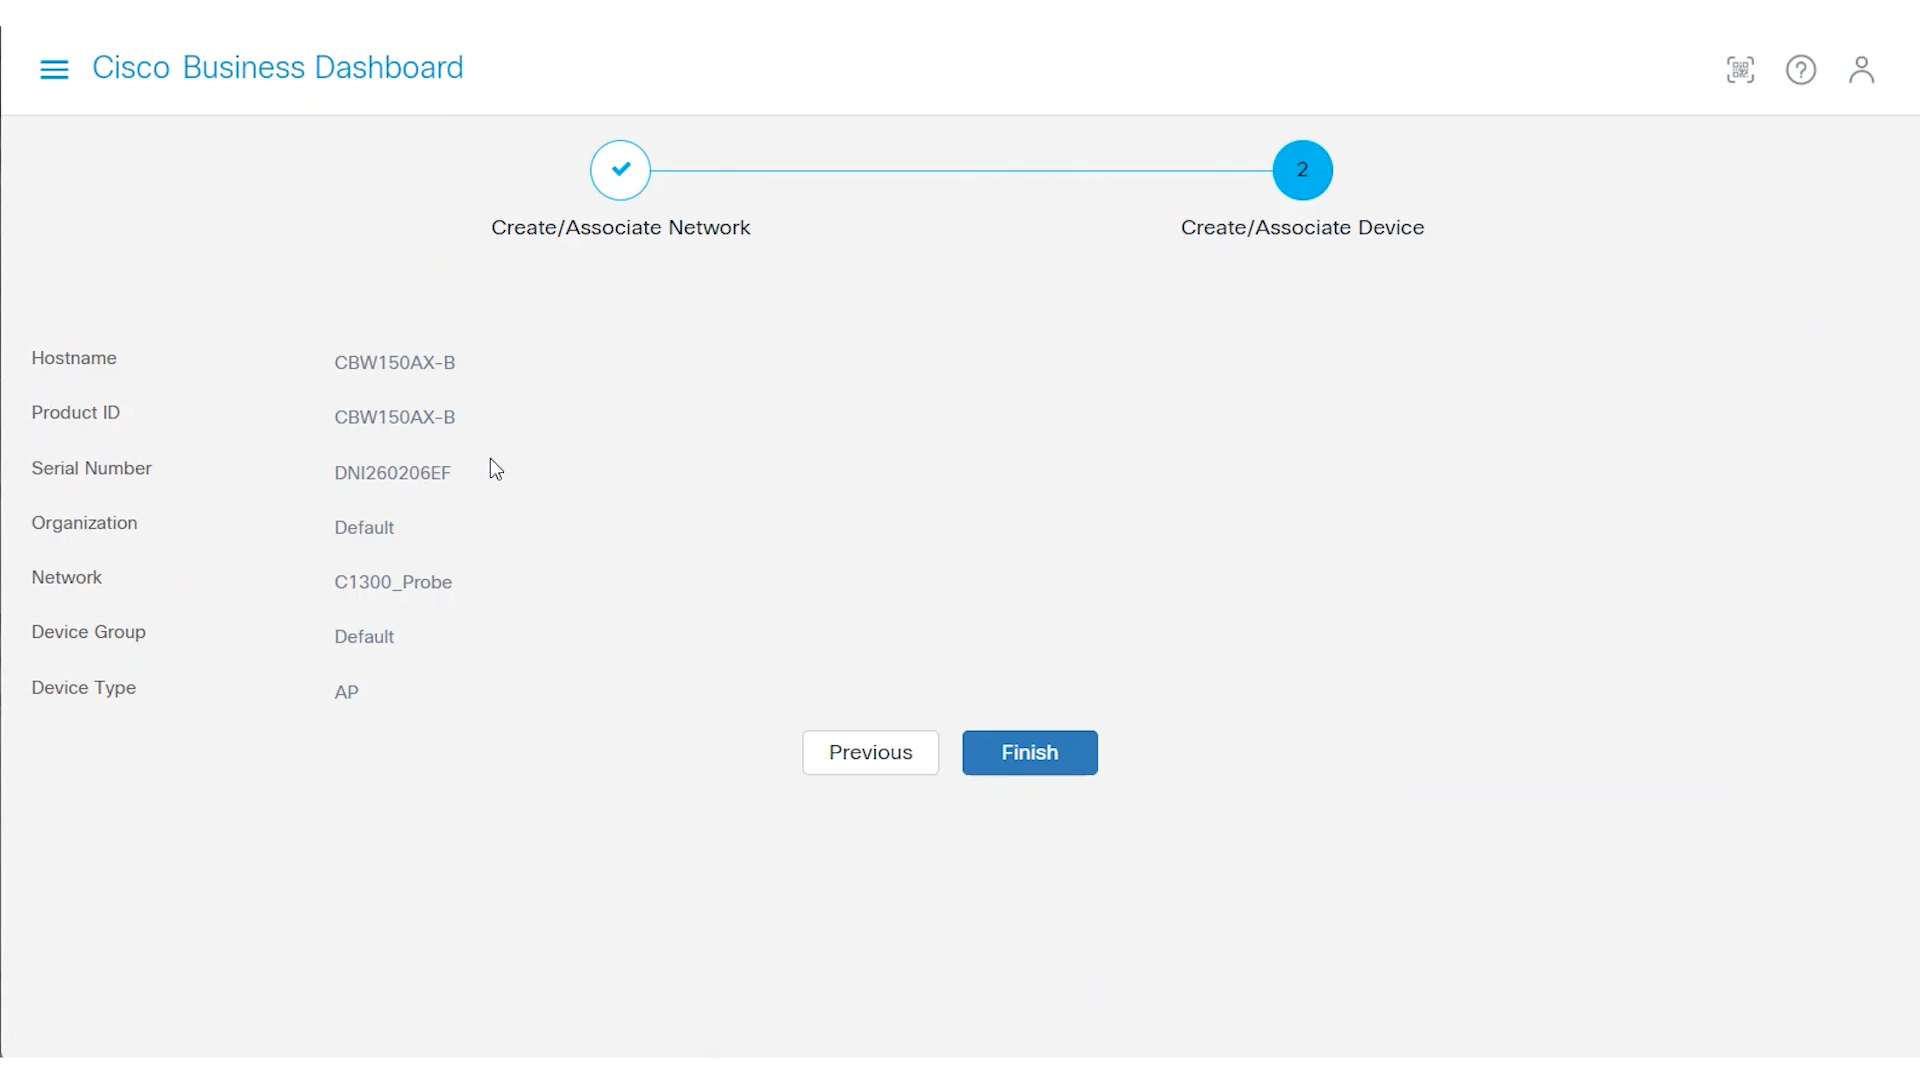 Cisco Business Dashboard
2
Create/Associate Network
Create/Associate Device
Hostname CBW150AX-B
Product ID CBW150AX-B
Serial Number DNI260206EF
Organization Default
Network C1300_Probe
Device Group Default
Device Type AP
Previous
Finish